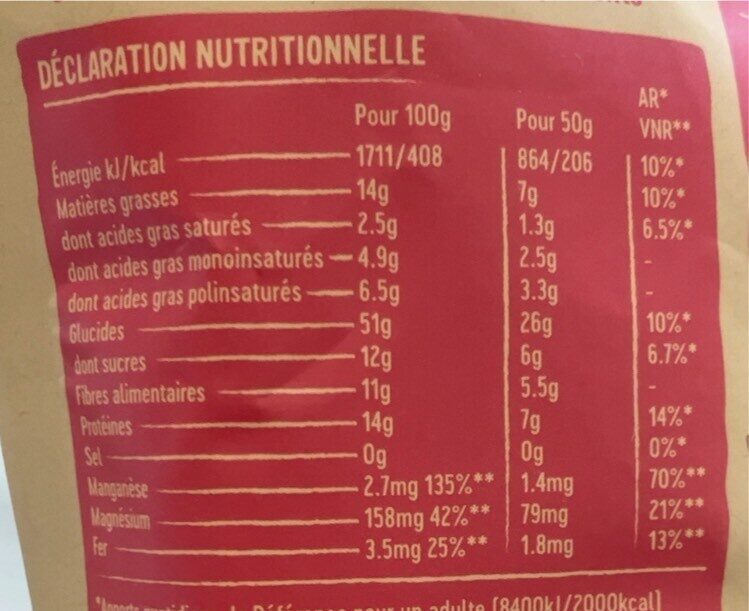 DÉCLARATION NUTRITIONNELLE
Pour 100g Pour 50g AR* VNR**
Énergie kJ/kcal 1711/408 864/206 10%*
Matières grasses 14g 7g 10%*
dont acides gras saturés 2.5g 1.3g 6.5%*
dont acides gras monoinsaturés 4.9g 2.5g -
dont acides gras polinsaturés 6.5g 3.3g -
Glucides 51g 26g 10%*
dont sucres 12g 6g 6.7%*
Fibres alimentaires 11g 5.5g -
Protéines 14g 7g 14%*
Sel 0g 0g 0%*
Manganèse 2.7mg 135%** 1.4mg 70%**
Magnésium 158mg 42%** 79mg 21%**
Fer 3.5mg 25%** 1.8mg 13%**
pour un adulte (8400kJ/2000kcal)